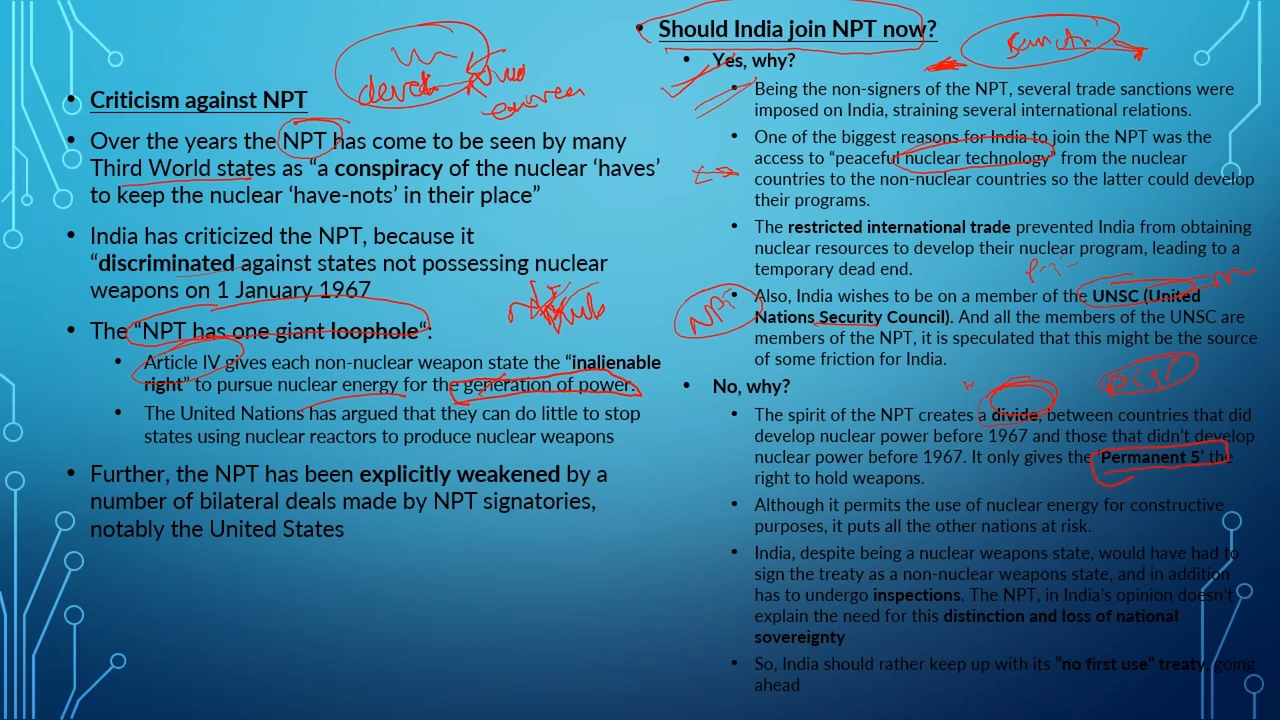 Criticism against NPT
Over the years the NPT has come to be seen by many
Third World states as “a conspiracy of the nuclear ‘haves’
to keep the nuclear ‘have-nots’ in their place”
India has criticized the NPT, because it
“discriminated against states not possessing nuclear
weapons on 1 January 1967
The “NPT has one giant loophole“:
Article IV gives each non-nuclear weapon state the “inalienable
right” to pursue nuclear energy for the generation of power.
The United Nations has argued that they can do little to stop
states using nuclear reactors to produce nuclear weapons
Further, the NPT has been explicitly weakened by a
number of bilateral deals made by NPT signatories,
notably the United States
Should India join NPT now?
Yes, why?
Being the non-signers of the NPT, several trade sanctions were
imposed on India, straining several international relations.
One of the biggest reasons for India to join the NPT was the
access to “peaceful nuclear technology” from the nuclear
countries to the non-nuclear countries so the latter could develop
their programs.
The restricted international trade prevented India from obtaining
nuclear resources to develop their nuclear program, leading to a
temporary dead end.
Also, India wishes to be on a member of the UNSC (United
Nations Security Council). And all the members of the UNSC are
members of the NPT, it is speculated that this might be the source
of some friction for India.
NPT
No, why?
The spirit of the NPT creates a divide, between countries that did
develop nuclear power before 1967 and those that didn’t develop
nuclear power before 1967. It only gives the ‘Permanent 5’ the
right to hold weapons.
Although it permits the use of nuclear energy for constructive
purposes, it puts all the other nations at risk.
India, despite being a nuclear weapons state, would have had to
sign the treaty as a non-nuclear weapons state, and in addition
has to undergo inspections. The NPT, in India’s opinion doesn’t
explain the need for this distinction and loss of national
sovereignty
So, India should rather keep up with its "no first use” treaty, going
ahead